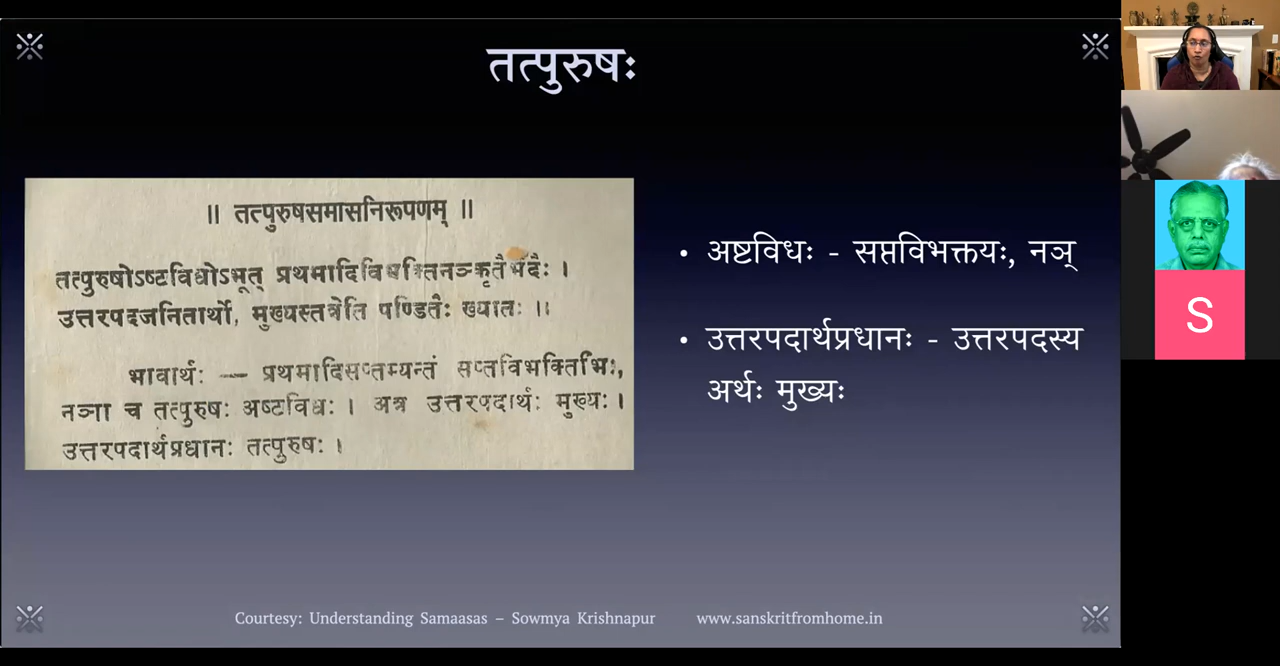 तत्पुरुषः
॥ तत्पुरुषसमासनिरूपणम् ॥
तत्पुरुषोऽष्टविधोऽभूत् प्रथमादिविभक्तिनञ्कृतैर्भेदैः ।
उत्तरपदजनितार्थो, मुख्यस्तत्रेति पण्डितैः ख्यातः ॥
भावार्थः — प्रथमादिसप्तम्यन्तं सप्तविभक्तिभिः,
नञा च तत्पुरुषः अष्टविधः । अत्र उत्तरपदार्थः मुख्यः ।
उत्तरपदार्थप्रधानः तत्पुरुषः ।
• अष्टविधः - सप्तविभक्तयः, नञ्
• उत्तरपदार्थप्रधानः - उत्तरपदस्य
अर्थः मुख्यः
S
Courtesy: Understanding Samaasas – Sowmya Krishnapur www.sanskritfromhome.in